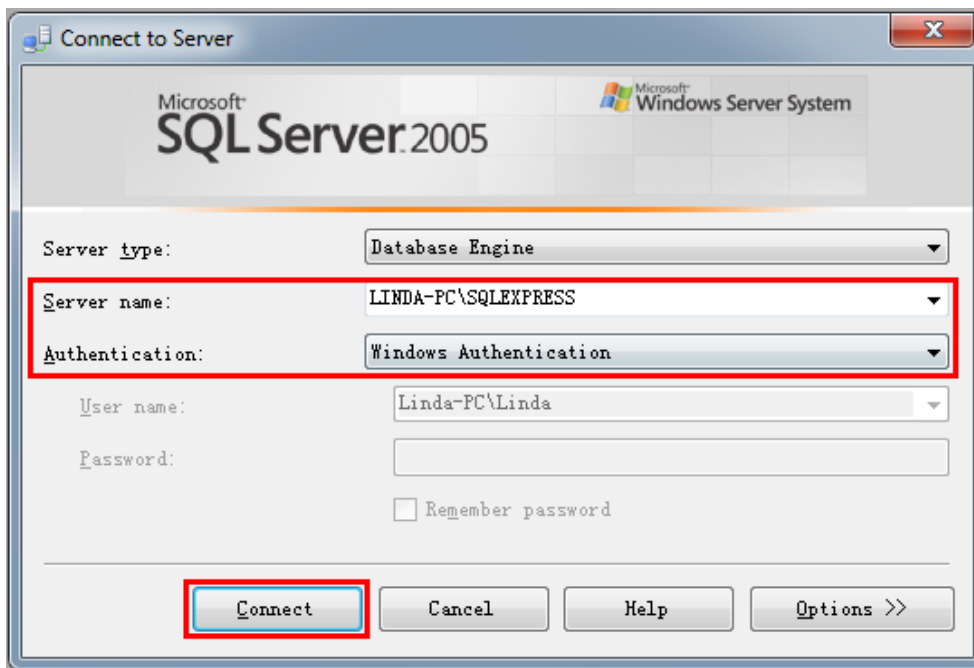 Connect to Server
Microsoft
SQL Server 2005
Microsoft
Windows Server System
Server type: Database Engine
Server name: LINDA-PC\SQLEXPRESS
Authentication: Windows Authentication
User name: Linda-PC\Linda
Password:
Remember password
Connect Cancel Help Options >>